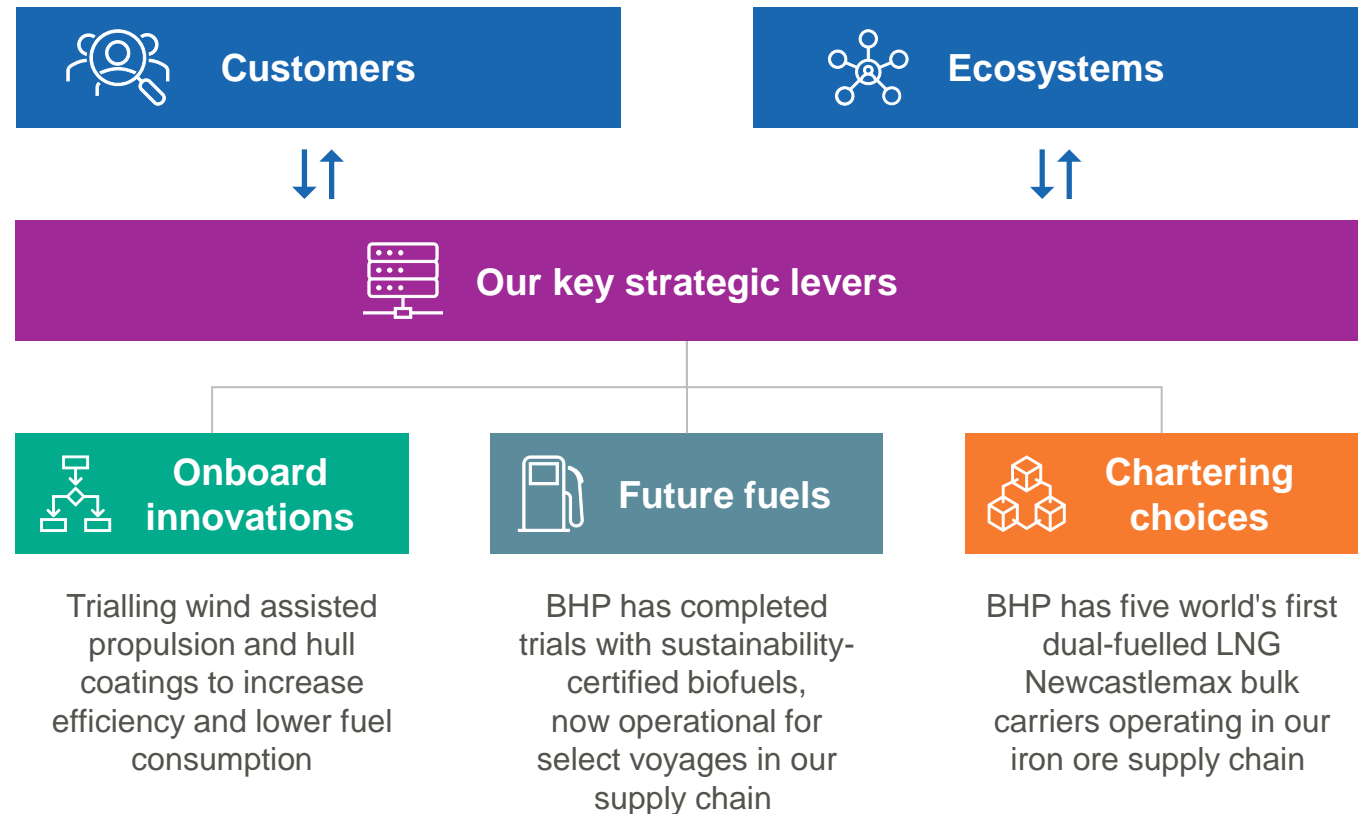 Customers
Ecosystems
Our key strategic levers
Onboard
innovations
Trialling wind assisted
propulsion and hull
coatings to increase
efficiency and lower fuel
consumption
Future fuels
BHP has completed
trials with sustainability-
certified biofuels,
now operational for
select voyages in our
supply chain
Chartering
choices
BHP has five world's first
dual-fuelled LNG
Newcastlemax bulk
carriers operating in our
iron ore supply chain